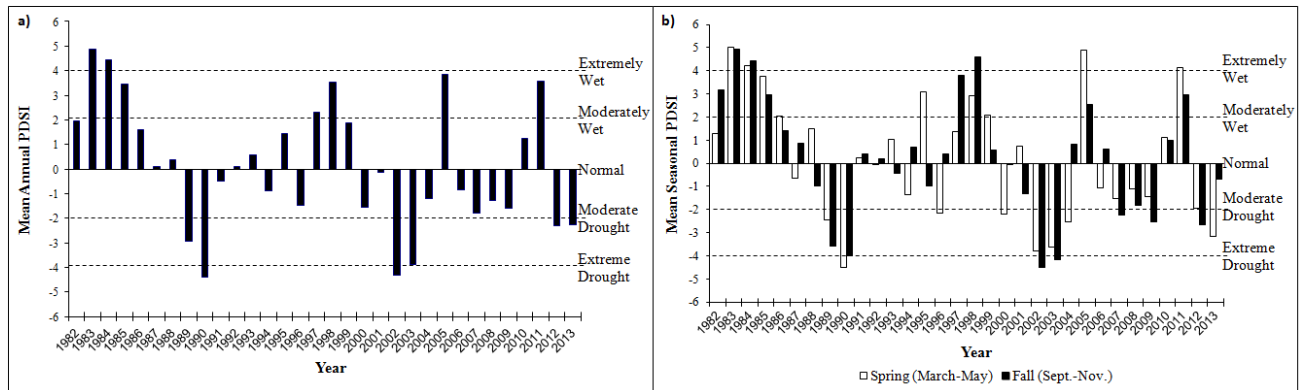 a)
Mean Annual PDSI
6
5
4
3
2
1
0
-1
-2
-3
-4
-5
-6
Extremely
Wet
Moderately
Wet
Normal
Moderate
Drought
Extreme
Drought
1982 1983 1984 1985 1986 1987 1988 1989 1990 1991 1992 1993 1994 1995 1996 1997 1998 1999 2000 2001 2002 2003 2004 2005 2006 2007 2008 2009 2010 2011 2012 2013
Year
b)
Mean Seasonal PDSI
6
5
4
3
2
1
0
-1
-2
-3
-4
-5
-6
Extremely
Wet
Moderately
Wet
Normal
Moderate
Drought
Extreme
Drought
1982 1983 1984 1985 1986 1987 1988 1989 1990 1991 1992 1993 1994 1995 1996 1997 1998 1999 2000 2001 2002 2003 2004 2005 2006 2007 2008 2009 2010 2011 2012 2013
Year
Spring (March-May) Fall (Sept.-Nov.)